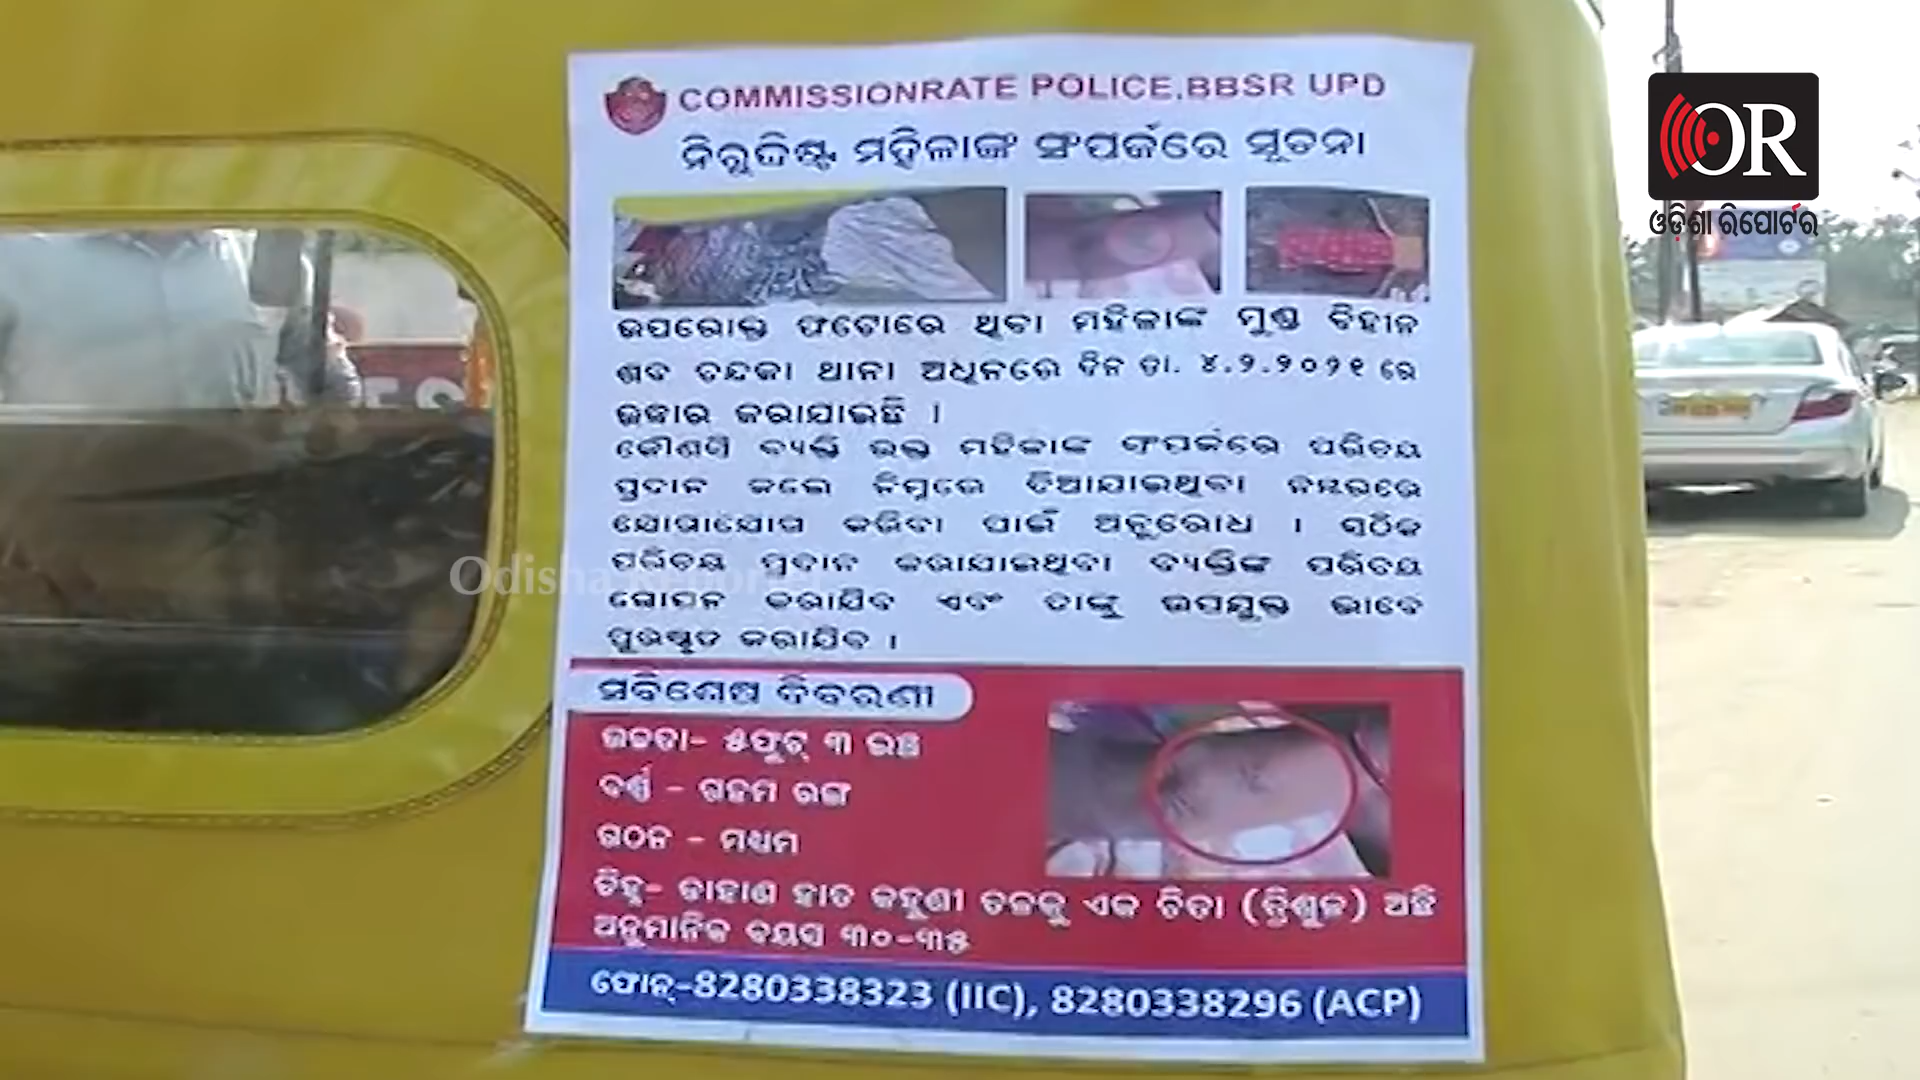 COMMISSIONRATE POLICE,BBSR UPD
ନିରୁଦ୍ଦିଷ୍ଟ ମହିଳାଙ୍କ ସଂପର୍କରେ ସୂଚନା
ଉପରୋକ୍ତ ଫଟୋରେ ଥିବା ମହିଳାଙ୍କ ମୁଣ୍ଡ ବିହୀନ
ଶବ ଚନ୍ଦକା ଥାନା ଅଧିନରେ ଦିନ ତା. ୪.୨.୨୦୨୧ ରେ
ଉଦ୍ଧାର କରାଯାଇଛି ।
କୌଣସି ବ୍ୟକ୍ତି ଉକ୍ତ ମହିଳାଙ୍କ ସଂପର୍କରେ ପରିଚୟ
ପ୍ରଦାନ କଲେ ନିମ୍ନରେ ଦିଆଯାଇଥିବା ନମ୍ବରରେ
ଯୋଗାଯୋଗ କରିବା ପାଇଁ ଅନୁରୋଧ । ସଠିକ
ପରିଚୟ ପ୍ରଦାନ କରାଯାଇଥିବା ବ୍ୟକ୍ତିଙ୍କ ପରିଚୟ
ଗୋପନ କରାଯିବ ଏବଂ ତାଙ୍କୁ ଉପଯୁକ୍ତ ଭାବେ
ପୁରଷ୍କୃତ କରାଯିବ ।
ସବିଶେଷ ବିବରଣୀ
ଉଚ୍ଚତା- ୫ଫୁଟ୍ ୩ ଇଞ୍ଚ
ବର୍ଣ୍ଣ - ଗହମ ରଙ୍ଗ
ଗଠନ - ମଧ୍ୟମ
ଚିହ୍ନ- ଡାହାଣ ହାତ କହୁଣୀ ତଳକୁ ଏକ ଚିତା (ତ୍ରିଶୁଳ) ଅଛି
ଅନୁମାନିକ ବୟସ ୩୦-୩୫
ଫୋନ୍-8280338323 (IIC), 8280338296 (ACP)
OR
ଓଡ଼ିଶା ରିପୋର୍ଟର
Odisha Reporter